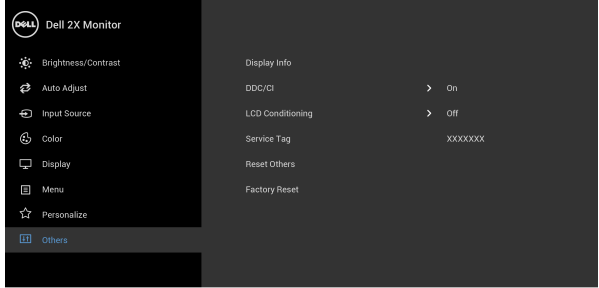 DELL Dell 2X Monitor
Brightness/Contrast
Auto Adjust
Input Source
Color
Display
Menu
Personalize
Others
Display Info
DDC/CI > On
LCD Conditioning > Off
Service Tag XXXXXXX
Reset Others
Factory Reset